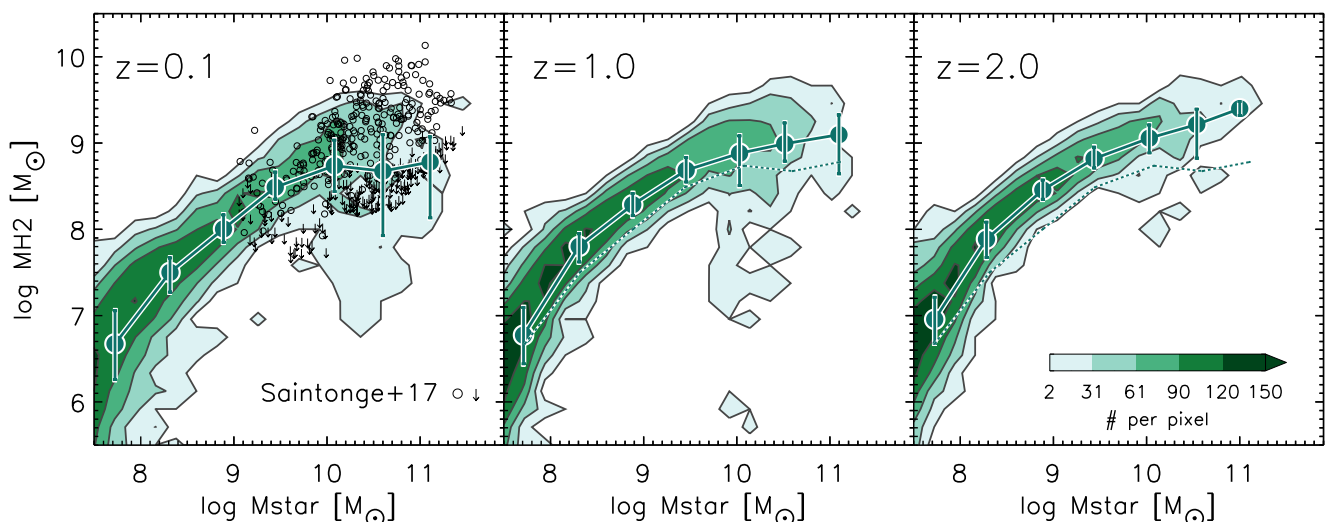 z=0.1
z=1.0
z=2.0
log MH2 [M☉]
10
9
8
7
6
Saintonge+17 ○ ↓
2 31 61 90 120 150
# per pixel
8 9 10 11
8 9 10 11
8 9 10 11
log Mstar [M☉]
log Mstar [M☉]
log Mstar [M☉]